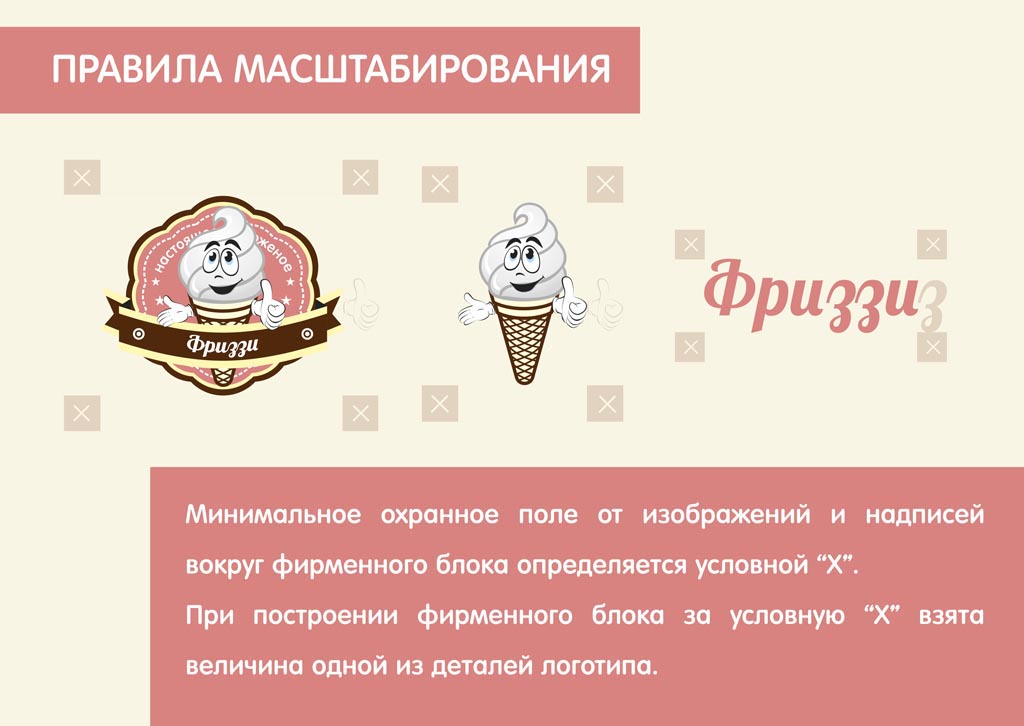 ПРАВИЛА МАСШТАБИРОВАНИЯ
Фриззи
Фриззиз
Минимальное охранное поле от изображений и надписей
вокруг фирменного блока определяется условной “Х”.
При построении фирменного блока за условную “Х” взята
величина одной из деталей логотипа.